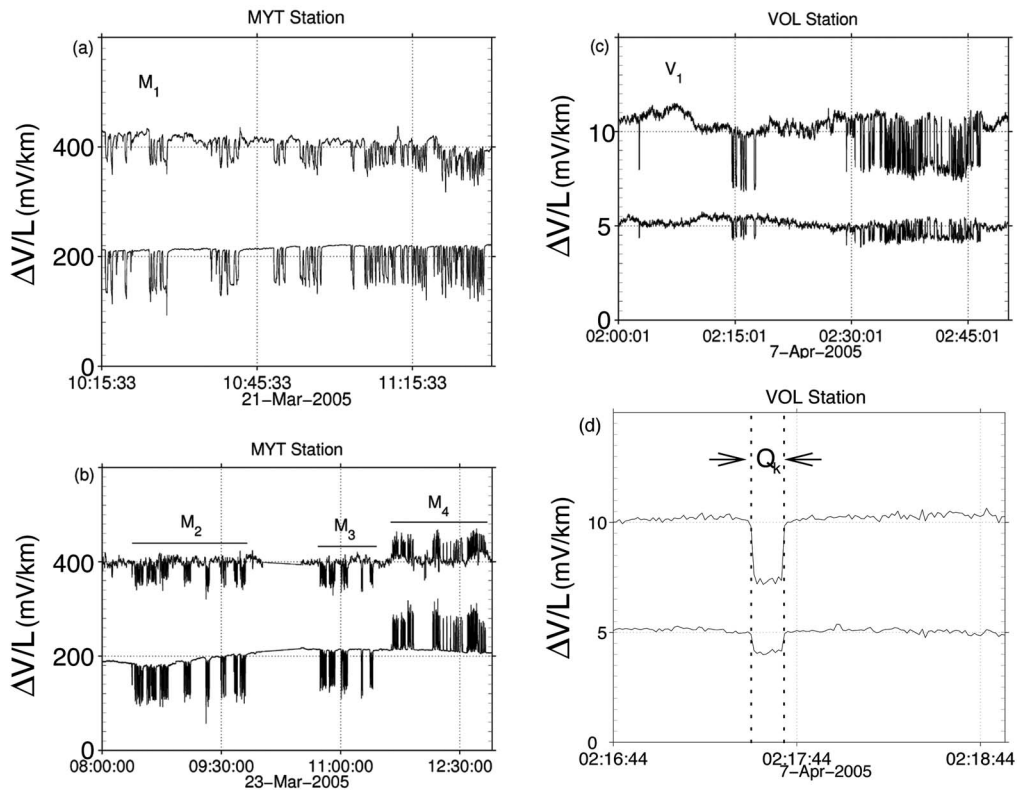 MYT Station
(a)
M1
ΔV/L (mV/km)
400
200
0
10:15:33 10:45:33 11:15:33
21-Mar-2005
VOL Station
(c)
V1
ΔV/L (mV/km)
10
5
0
02:00:01 02:15:01 02:30:01 02:45:01
7-Apr-2005
MYT Station
(b)
M2 M3 M4
ΔV/L (mV/km)
400
200
0
08:00:00 09:30:00 11:00:00 12:30:00
23-Mar-2005
VOL Station
(d)
Qk
ΔV/L (mV/km)
10
5
0
02:16:44 02:17:44 02:18:44
7-Apr-2005